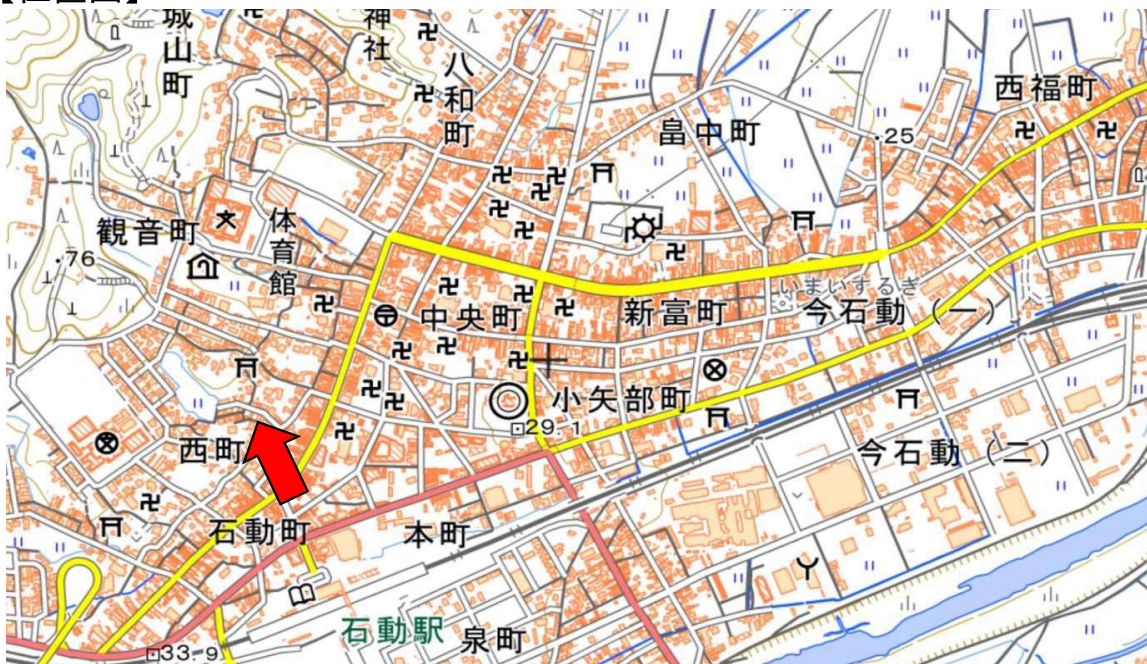 【位置図】
城山町
神社
八和町
西福町
畠中町
.25
観音町
体育館
.76
いまいするぎ
中央町
新富町
今石動（一）
小矢部町
29.1
西町
今石動（二）
石動町
本町
石動駅
泉町
33.9